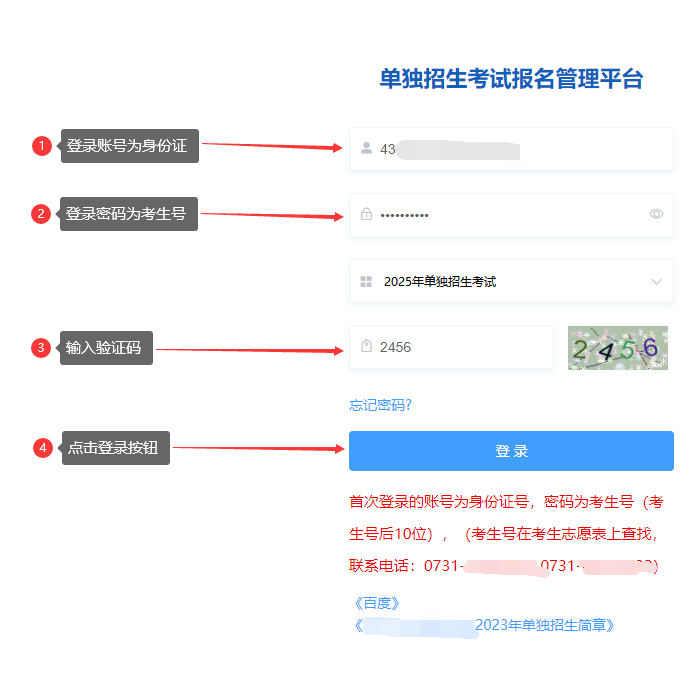 单独招生考试报名管理平台
1 登录账号为身份证
43
2 登录密码为考生号
••••••••••
2025年单独招生考试
3 输入验证码
2456
2456
忘记密码?
4 点击登录按钮
登 录
首次登录的账号为身份证号，密码为考生号（考
生号后10位），（考生号在考生志愿表上查找，
联系电话：0731- 0731- ）
《百度》
《 2023年单独招生简章》